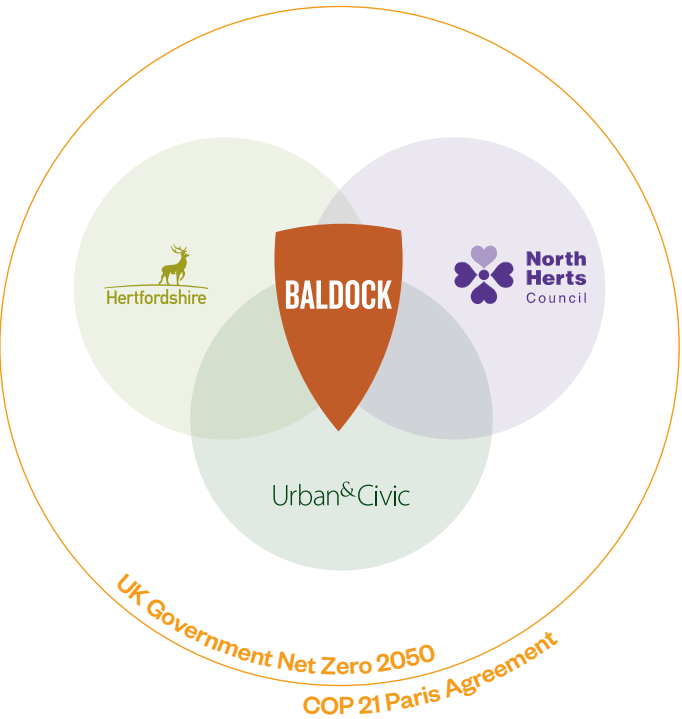 BALDOCK
Hertfordshire
North
Herts
Council
Urban&Civic
UK Government Net Zero 2050
COP 21 Paris Agreement